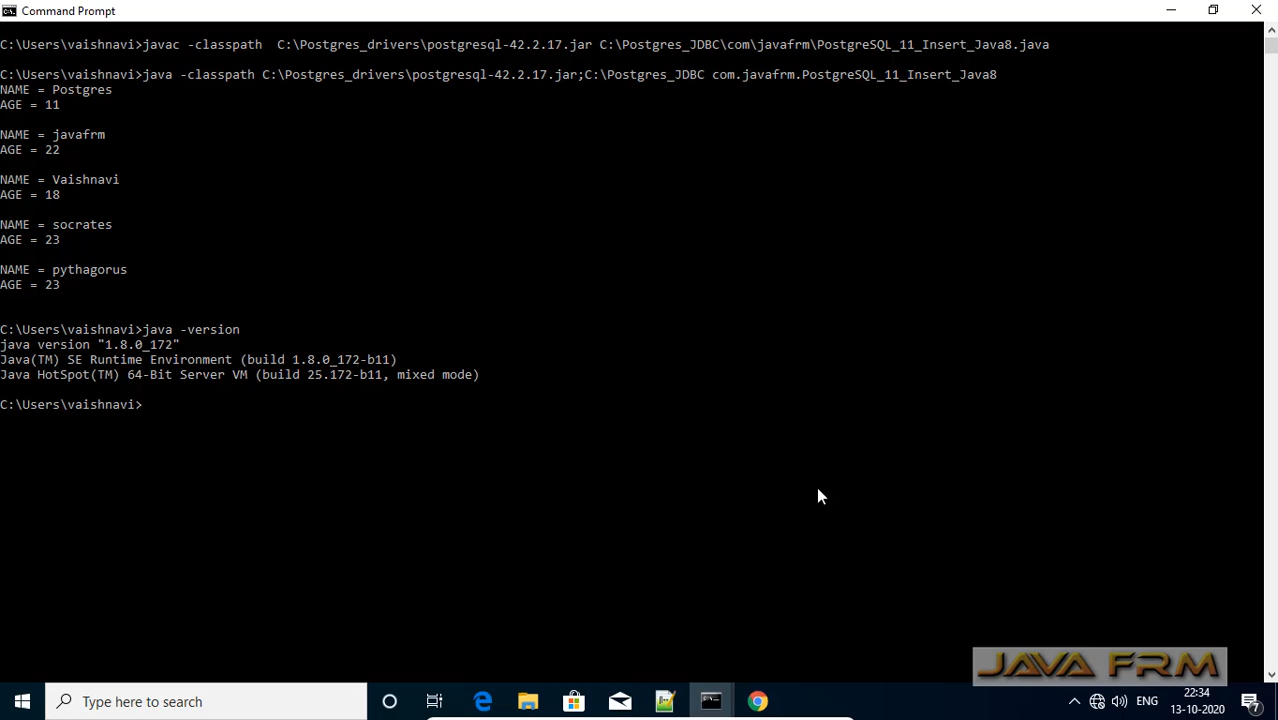 Command Prompt
C:\Users\vaishnavi>javac -classpath  C:\Postgres_drivers\postgresql-42.2.17.jar C:\Postgres_JDBC\com\javafrm\PostgreSQL_11_Insert_Java8.java
C:\Users\vaishnavi>java -classpath C:\Postgres_drivers\postgresql-42.2.17.jar;C:\Postgres_JDBC com.javafrm.PostgreSQL_11_Insert_Java8
NAME = Postgres
AGE = 11
NAME = javafrm
AGE = 22
NAME = Vaishnavi
AGE = 18
NAME = socrates
AGE = 23
NAME = pythagorus
AGE = 23
C:\Users\vaishnavi>java -version
java version "1.8.0_172"
Java(TM) SE Runtime Environment (build 1.8.0_172-b11)
Java HotSpot(TM) 64-Bit Server VM (build 25.172-b11, mixed mode)
C:\Users\vaishnavi>
JAVA FRM
Type here to search
ENG
22:34
13-10-2020
7